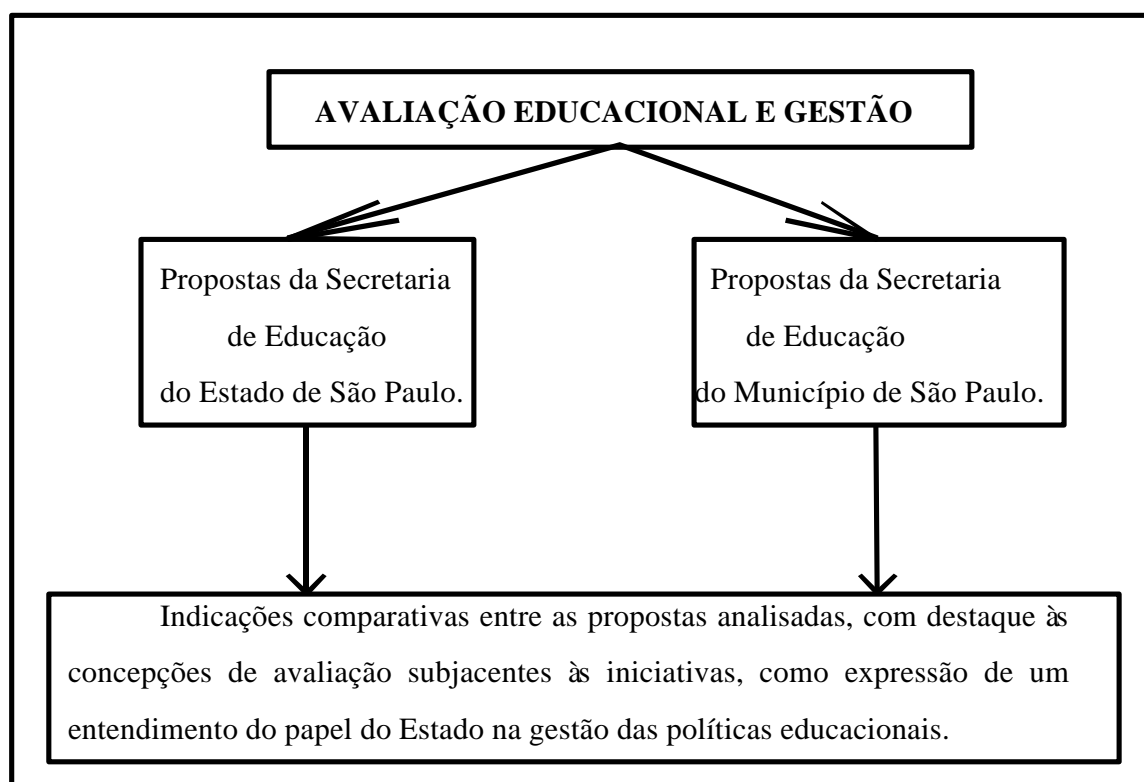 AVALIAÇÃO EDUCACIONAL E GESTÃO
Propostas da Secretaria
de Educação
do Estado de São Paulo.
Propostas da Secretaria
de Educação
do Município de São Paulo.
Indicações comparativas entre as propostas analisadas, com destaque às
concepções de avaliação subjacentes às iniciativas, como expressão de um
entendimento do papel do Estado na gestão das políticas educacionais.